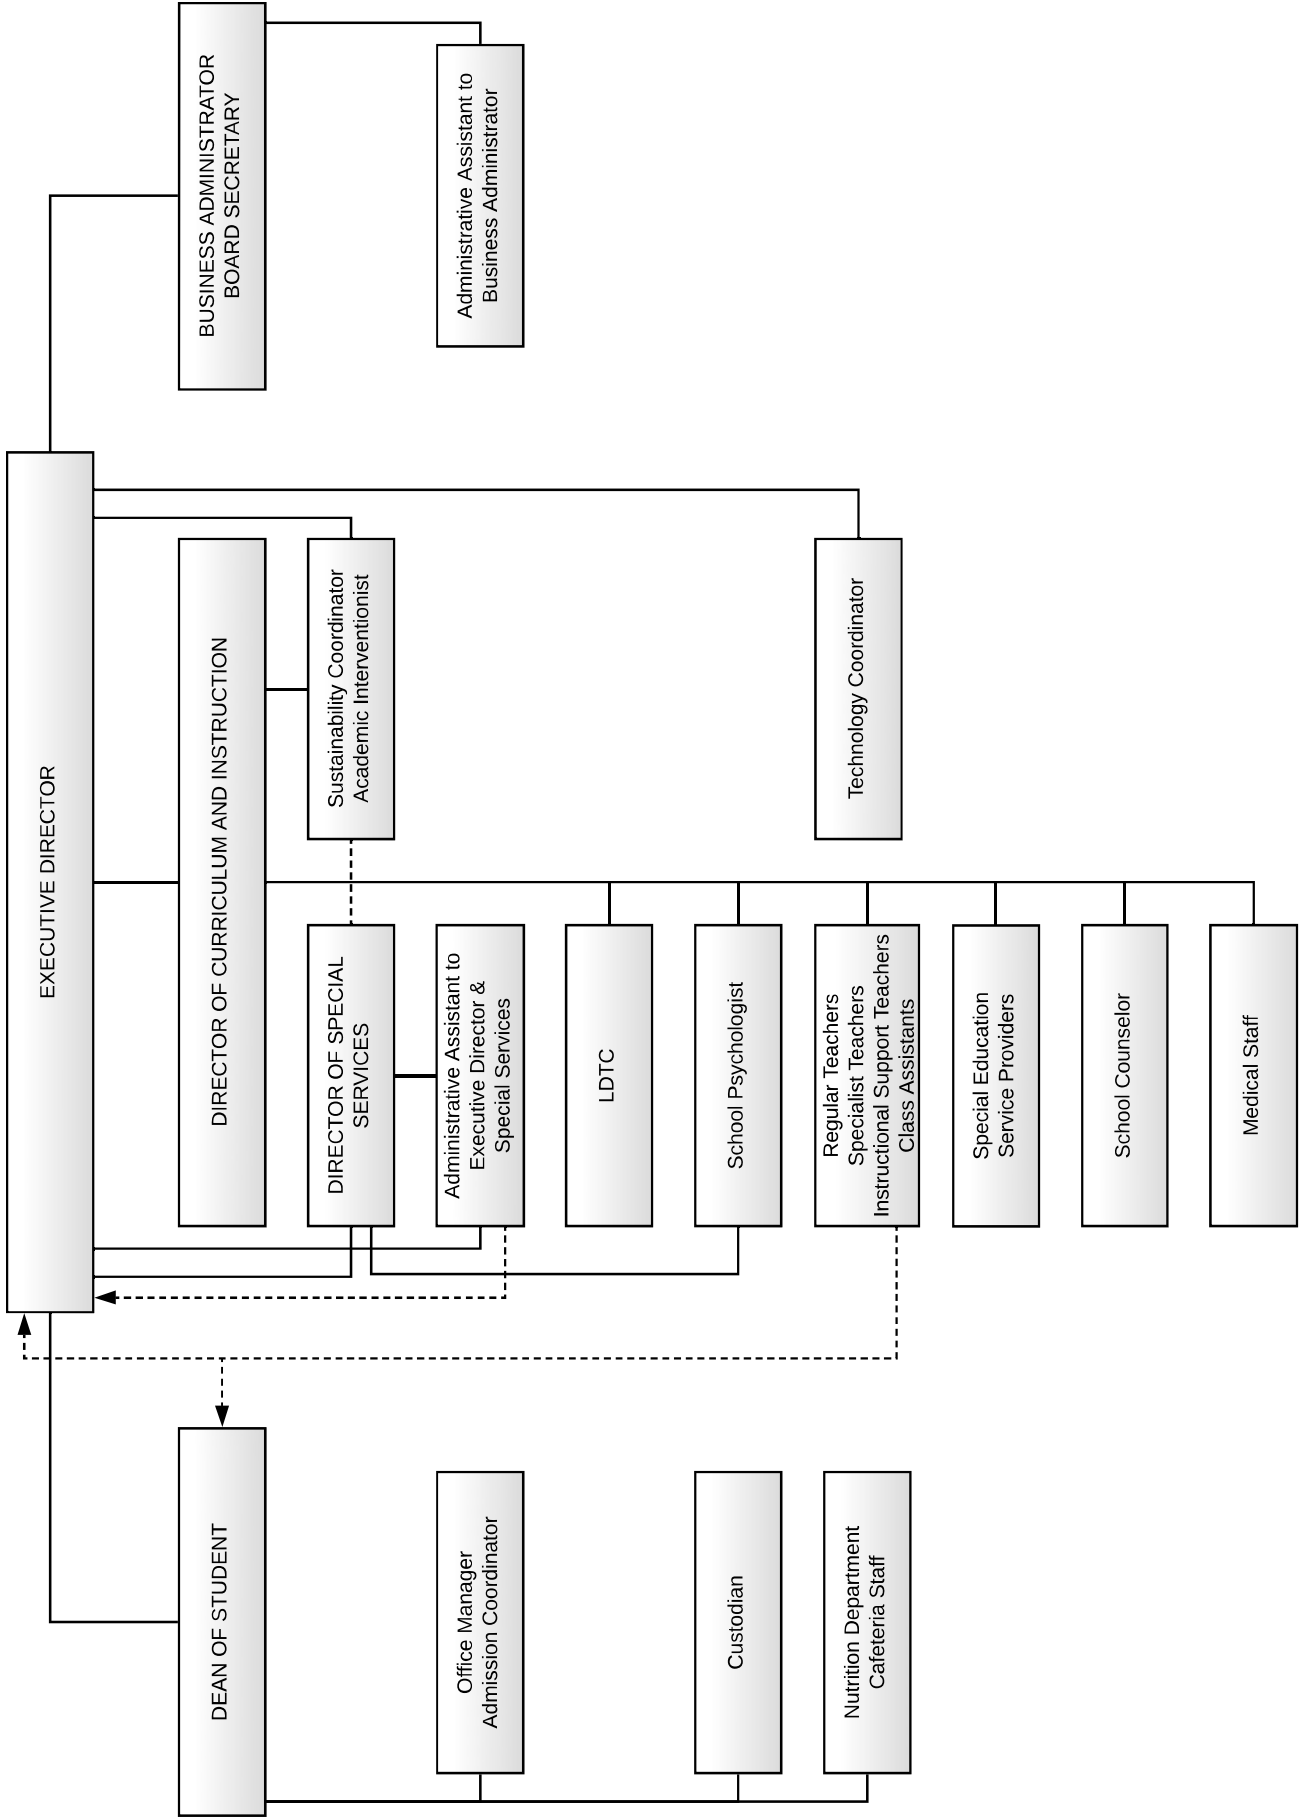 EXECUTIVE DIRECTOR
DEAN OF STUDENT
DIRECTOR OF CURRICULUM AND INSTRUCTION
BUSINESS ADMINISTRATOR
BOARD SECRETARY
DIRECTOR OF SPECIAL
SERVICES
Sustainability Coordinator
Academic Interventionist
Office Manager
Admission Coordinator
Administrative Assistant to
Executive Director &
Special Services
Administrative Assistant to
Business Administrator
LDTC
Custodian
School Psychologist
Nutrition Department
Cafeteria Staff
Regular Teachers
Specialist Teachers
Instructional Support Teachers
Class Assistants
Technology Coordinator
Special Education
Service Providers
School Counselor
Medical Staff